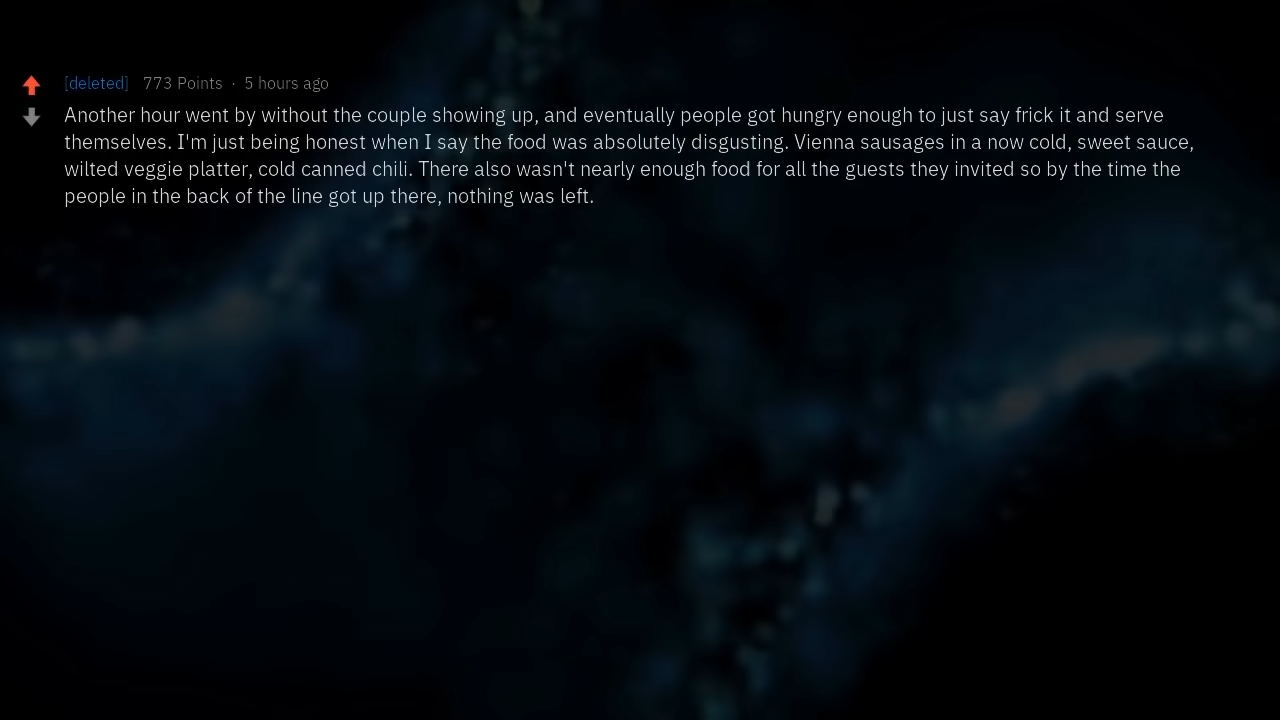 [deleted] 773 Points · 5 hours ago
Another hour went by without the couple showing up, and eventually people got hungry enough to just say frick it and serve
themselves. I'm just being honest when I say the food was absolutely disgusting. Vienna sausages in a now cold, sweet sauce,
wilted veggie platter, cold canned chili. There also wasn't nearly enough food for all the guests they invited so by the time the
people in the back of the line got up there, nothing was left.